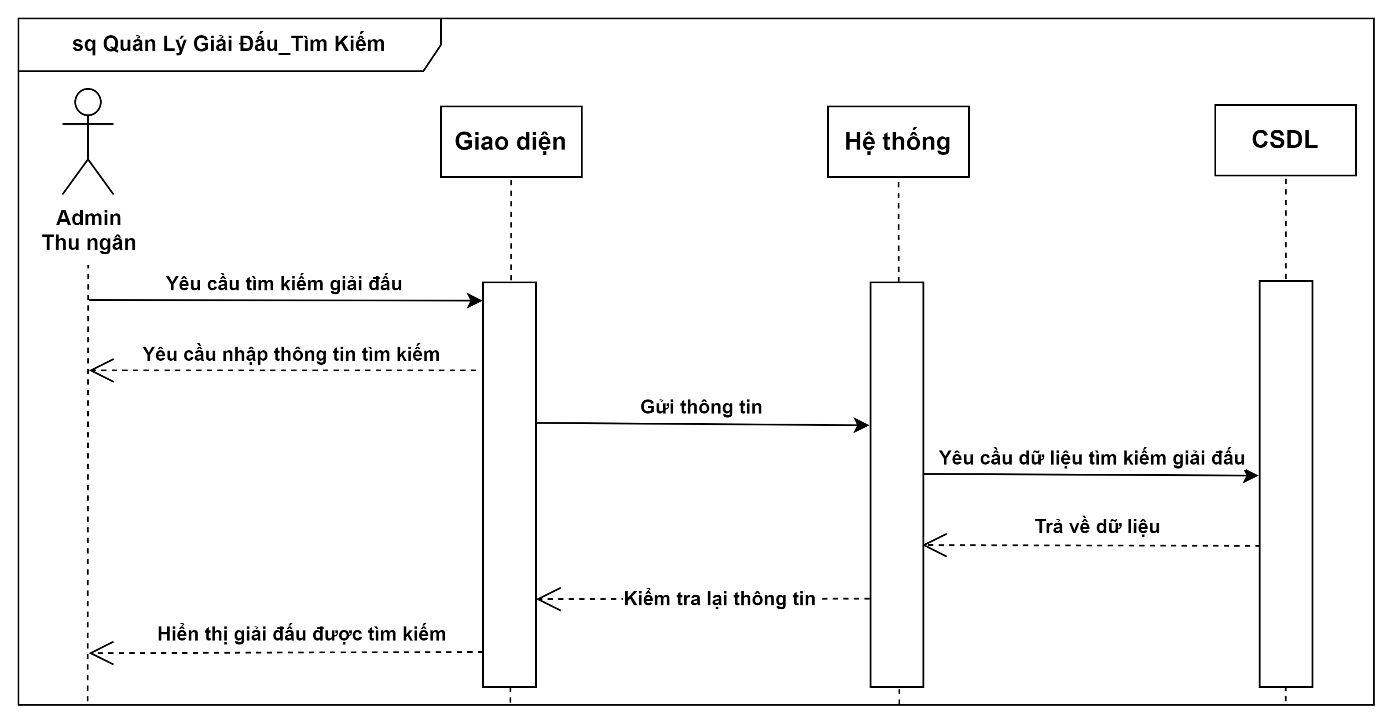 sq Quản Lý Giải Đấu_Tìm Kiếm
Giao diện
Hệ thống
CSDL
Admin
Thu ngân
Yêu cầu tìm kiếm giải đấu
Yêu cầu nhập thông tin tìm kiếm
Gửi thông tin
Yêu cầu dữ liệu tìm kiếm giải đấu
Trả về dữ liệu
Kiểm tra lại thông tin
Hiển thị giải đấu được tìm kiếm